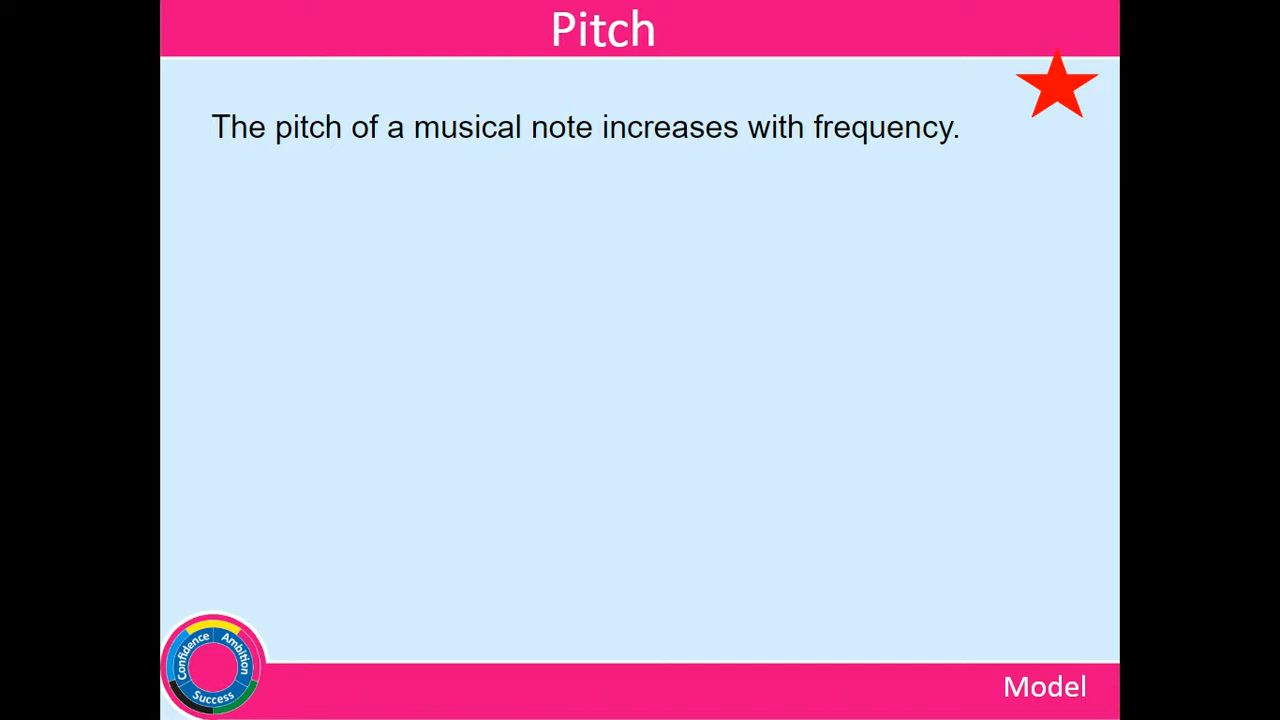 Pitch
The pitch of a musical note increases with frequency.
Confidence
Ambition
Success
Model